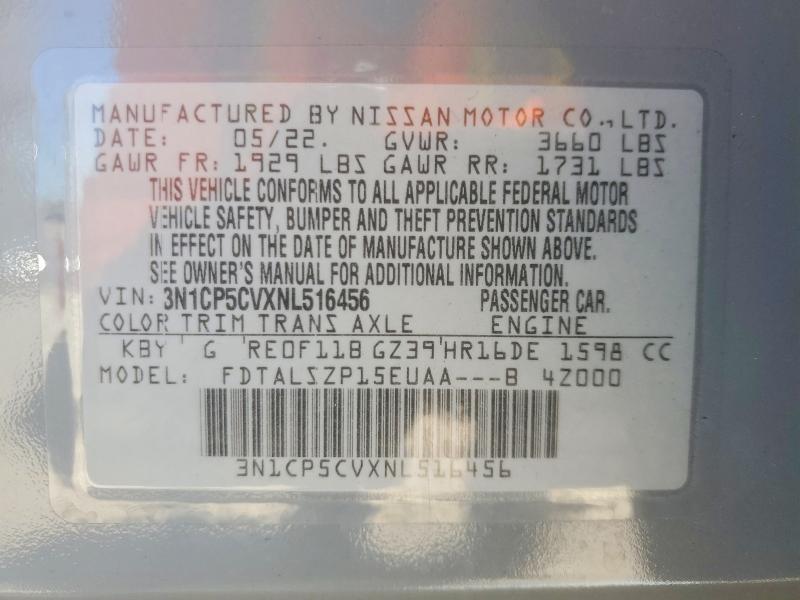 MANUFACTURED BY NISSAN MOTOR CO., LTD.
DATE: 05/22. GVWR: 3660 LBS
GAWR FR: 1929 LBS GAWR RR: 1731 LBS
THIS VEHICLE CONFORMS TO ALL APPLICABLE FEDERAL MOTOR
VEHICLE SAFETY, BUMPER AND THEFT PREVENTION STANDARDS
IN EFFECT ON THE DATE OF MANUFACTURE SHOWN ABOVE.
SEE OWNER'S MANUAL FOR ADDITIONAL INFORMATION.
VIN: 3N1CP5CVXNL516456 PASSENGER CAR.
COLOR TRIM TRANS AXLE ENGINE
KBY ' G 'RE0F11B GZ39'HR16DE 1598 CC
MODEL: FDTALSZP15EUAA---B 4Z000
3N1CP5CVXNL516456